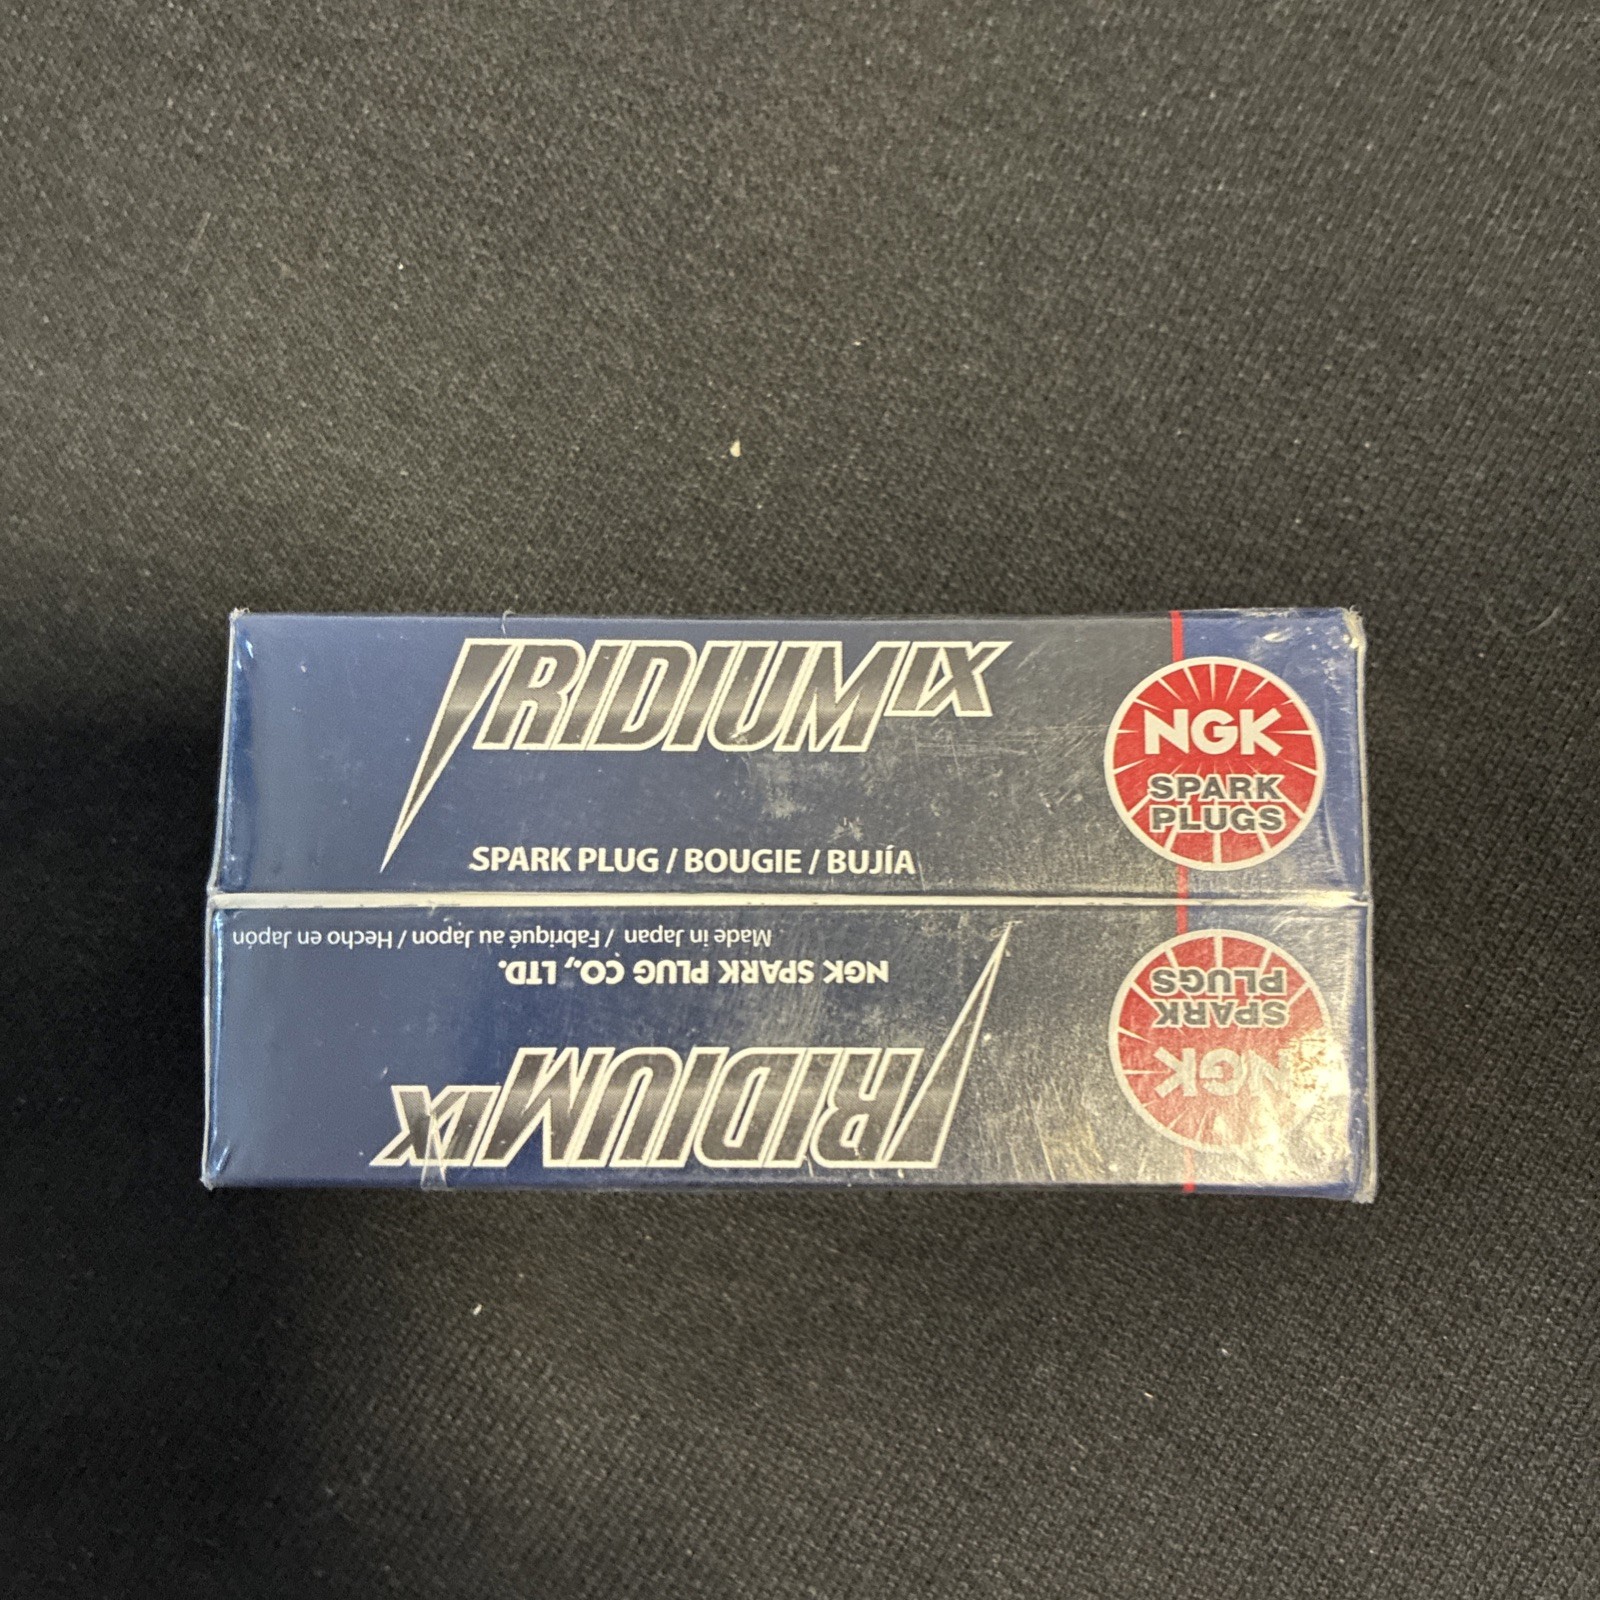 IRIDIUM IX
NGK
SPARK
PLUGS
SPARK PLUG / BOUGIE / BUJÍA
Made in Japan / Fabriqué au Japon / Hecho en Japón
NGK SPARK PLUG CO., LTD.
IRIDIUM IX
NGK
SPARK
PLUGS